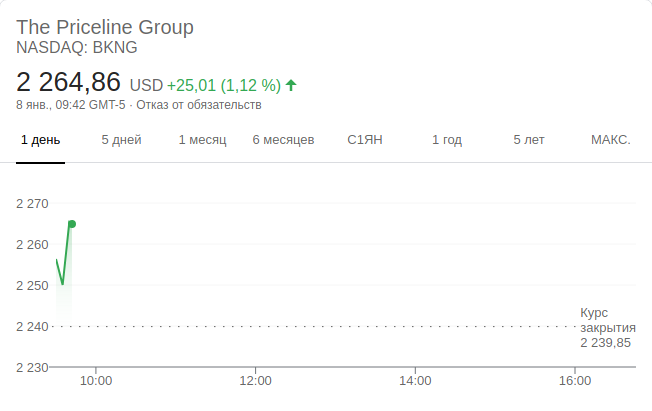 The Priceline Group
NASDAQ: BKNG
2 264,86 USD +25,01 (1,12 %)
8 янв., 09:42 GMT-5 · Отказ от обязательств
1 день 5 дней 1 месяц 6 месяцев С1ЯН 1 год 5 лет МАКС.
2 270
2 260
2 250
2 240
2 230
Курс
закрытия
2 239,85
10:00 12:00 14:00 16:00